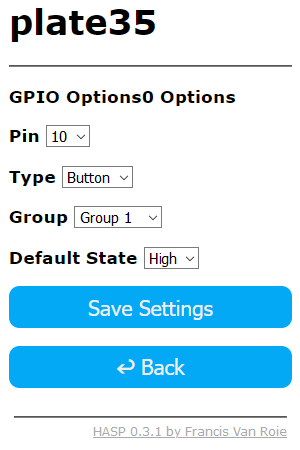 plate35
GPIO Options0 Options
Pin 10
Type Button
Group Group 1
Default State High
Save Settings
↩ Back
HASP 0.3.1 by Francis Van Roie